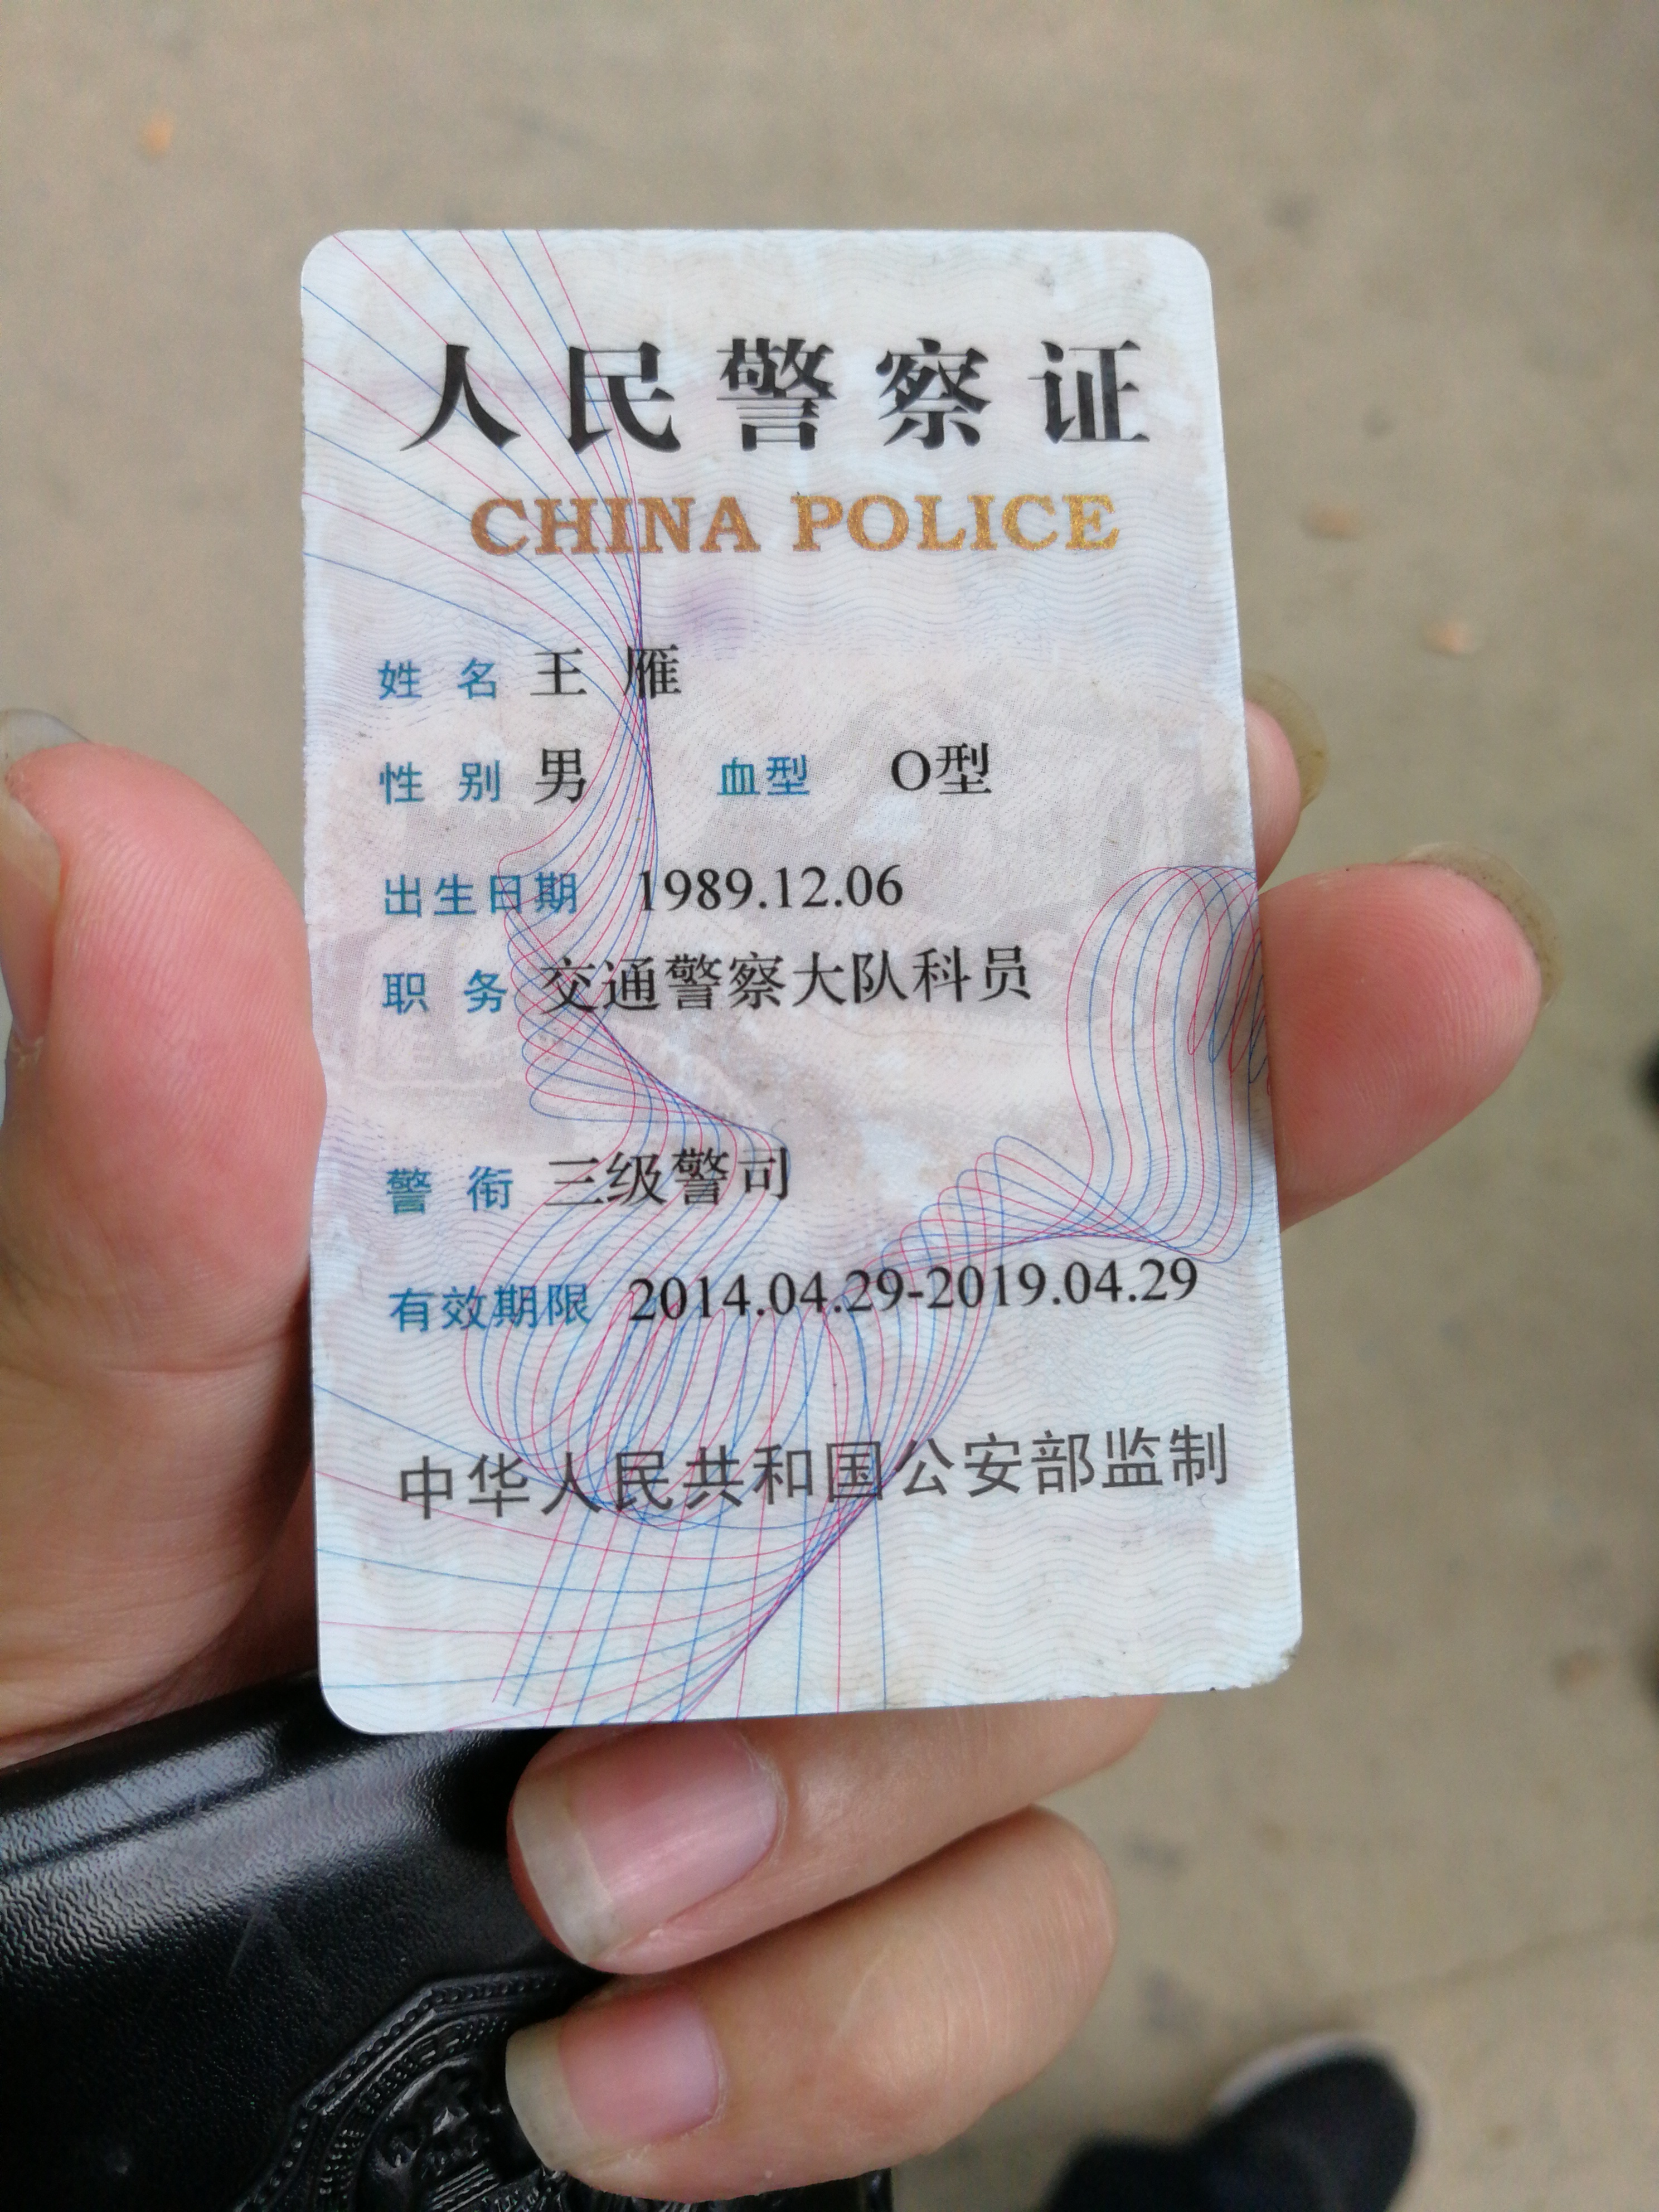 人民警察证
CHINA POLICE
姓 名 王 雁
性 别 男 血型 O型
出生日期 1989.12.06
职 务 交通警察大队科员
警 衔 三级警司
有效期限 2014.04.29-2019.04.29
中华人民共和国公安部监制